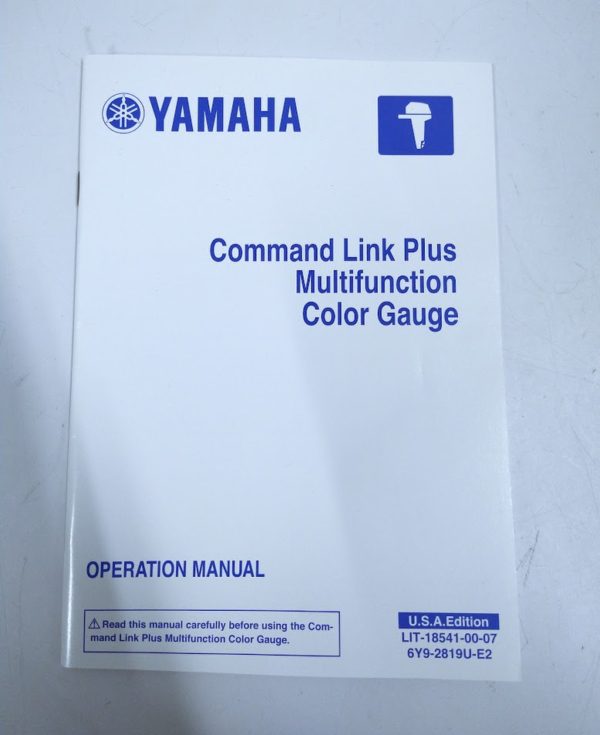 YAMAHA
Command Link Plus
Multifunction
Color Gauge
OPERATION MANUAL
⚠ Read this manual carefully before using the Com-
mand Link Plus Multifunction Color Gauge.
U.S.A.Edition
LIT-18541-00-07
6Y9-2819U-E2